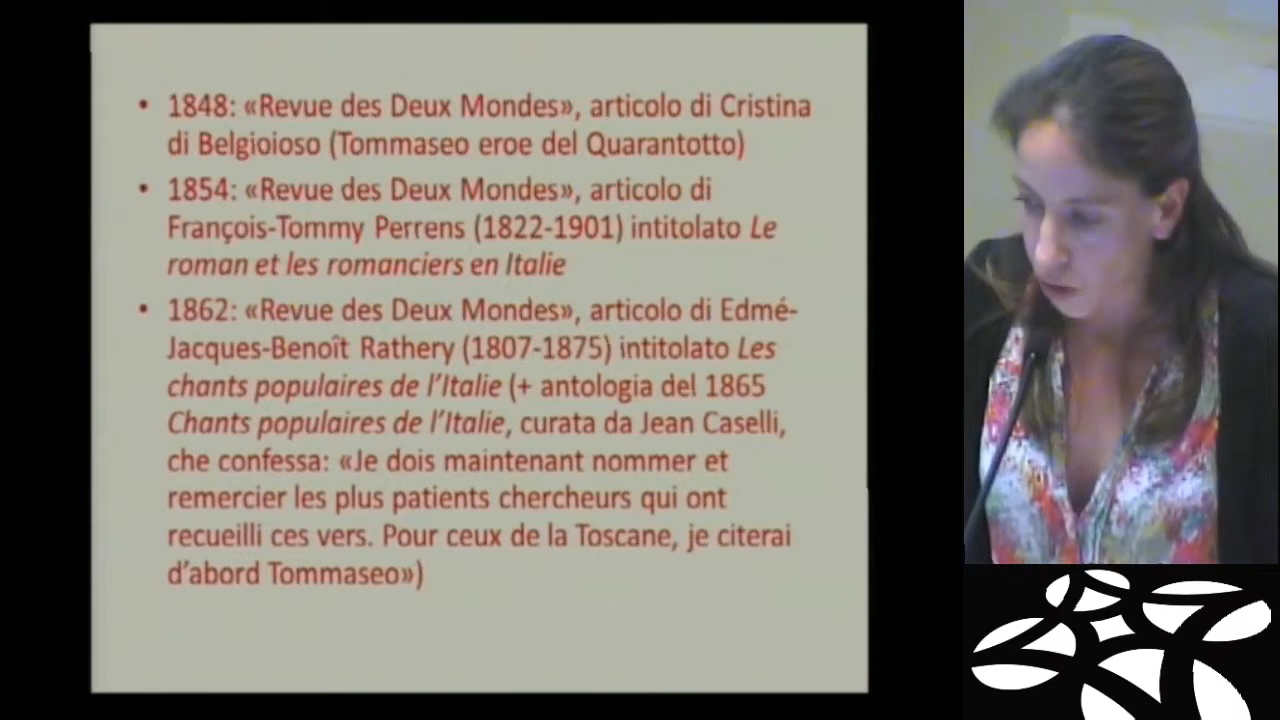 • 1848: «Revue des Deux Mondes», articolo di Cristina
di Belgioioso (Tommaseo eroe del Quarantotto)
• 1854: «Revue des Deux Mondes», articolo di
François-Tommy Perrens (1822-1901) intitolato Le
roman et les romanciers en Italie
• 1862: «Revue des Deux Mondes», articolo di Edmé-
Jacques-Benoît Rathery (1807-1875) intitolato Les
chants populaires de l'Italie (+ antologia del 1865
Chants populaires de l'Italie, curata da Jean Caselli,
che confessa: «Je dois maintenant nommer et
remercier les plus patients chercheurs qui ont
recueilli ces vers. Pour ceux de la Toscane, je citerai
d'abord Tommaseo»)